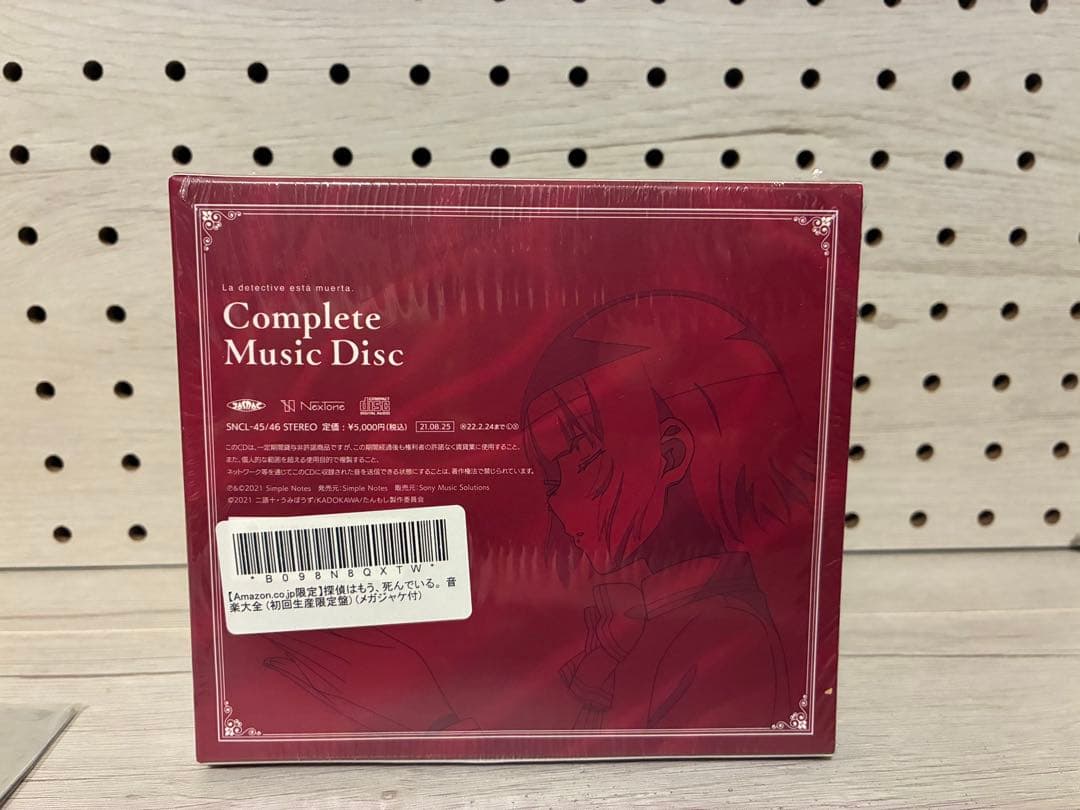 La detective está muerta.
Complete
Music Disc
JASRAC NexTone COMPACT disc DIGITAL AUDIO
SNCL-45/46 STEREO 定価:¥5,000円(税込) 21.08.25 ※22.2.24まで
このCDは、一定期間貸与非許諾商品ですが、この期間経過後も権利者の許諾なく賃貸業に使用すること、
また、個人的な範囲を超える使用目的で複製すること、
ネットワーク等を通じてこのCDに収録された音を送信できる状態にすることは、著作権法で禁じられています。
℗&©2021 Simple Notes 発売元:Simple Notes 販売元:Sony Music Solutions
©2021 二語十・うみぼうず/KADOKAWA/たんもし製作委員会
*B098N8QXTW*
【Amazon.co.jp限定】探偵はもう、死んでいる。 音
楽大全 (初回生産限定盤) (メガジャケ付)